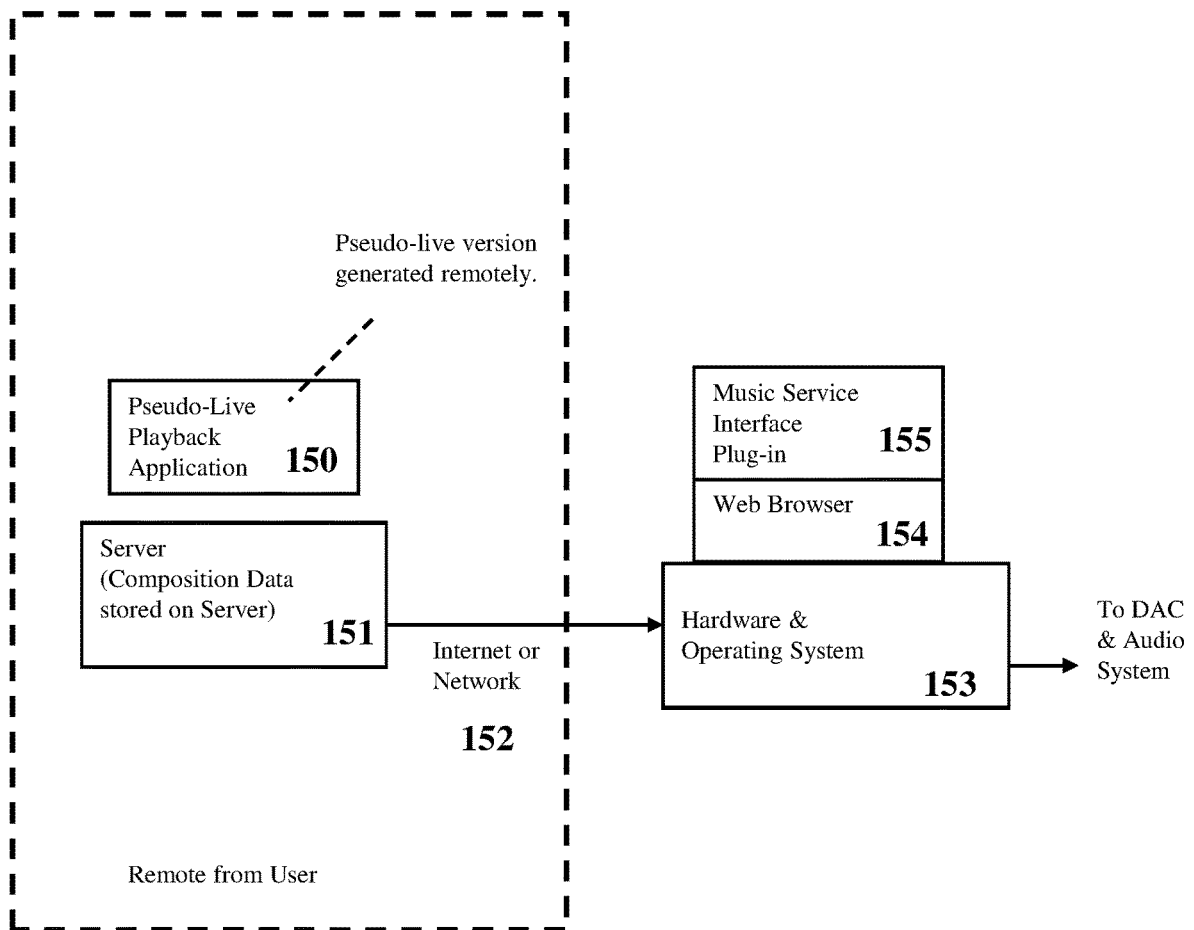 Pseudo-live version
generated remotely.
Pseudo-Live
Playback
Application
150
Server
(Composition Data
stored on Server)
151
Internet or
Network
152
Remote from User
Music Service
Interface
Plug-in
155
Web Browser
154
Hardware &
Operating System
153
To DAC
& Audio
System